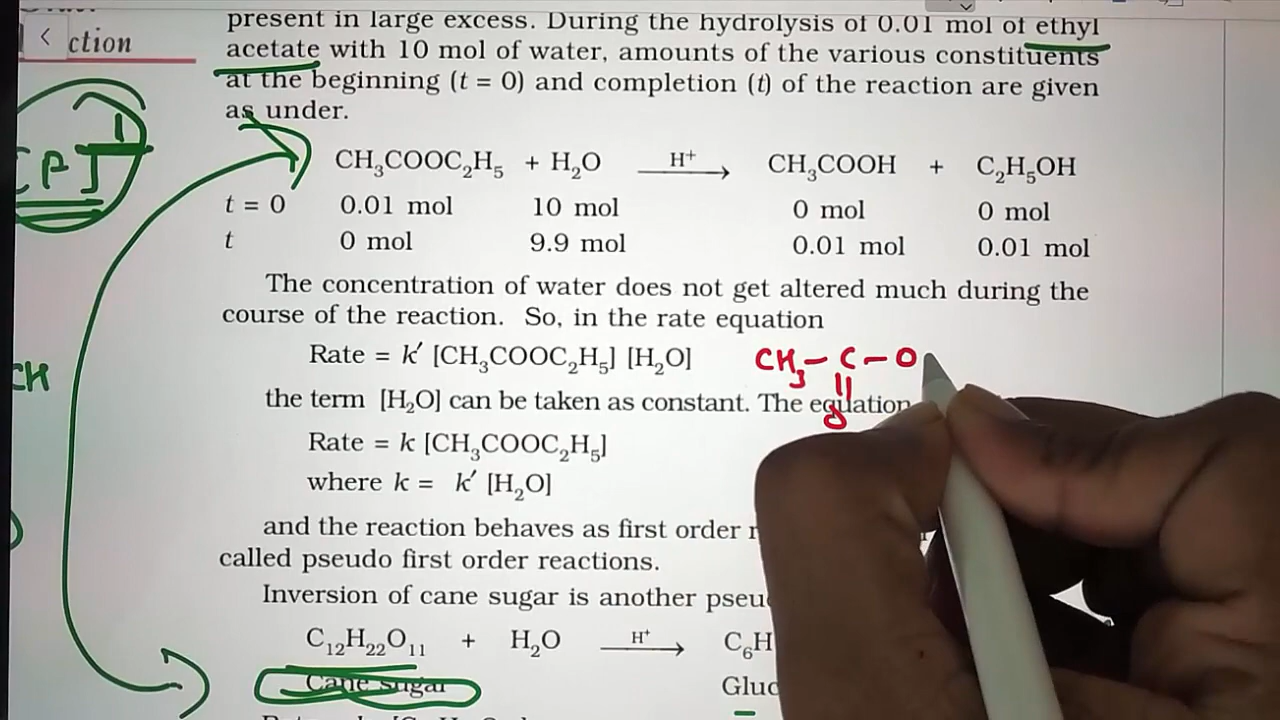 ction
present in large excess. During the hydrolysis of 0.01 mol of ethyl
acetate with 10 mol of water, amounts of the various constituents
at the beginning (t = 0) and completion (t) of the reaction are given
as under.
CH₃COOC₂H₅ + H₂O H⁺⟶ CH₃COOH + C₂H₅OH
t = 0 0.01 mol 10 mol 0 mol 0 mol
t 0 mol 9.9 mol 0.01 mol 0.01 mol
The concentration of water does not get altered much during the
course of the reaction. So, in the rate equation
Rate = k′ [CH₃COOC₂H₅] [H₂O]
CH₃ – C – O
||
O
the term [H₂O] can be taken as constant. The equation
Rate = k [CH₃COOC₂H₅]
where k = k′ [H₂O]
and the reaction behaves as first order
called pseudo first order reactions.
Inversion of cane sugar is another
C₁₂H₂₂O₁₁ + H₂O H⁺⟶ C₆H
Cane sugar Gluc